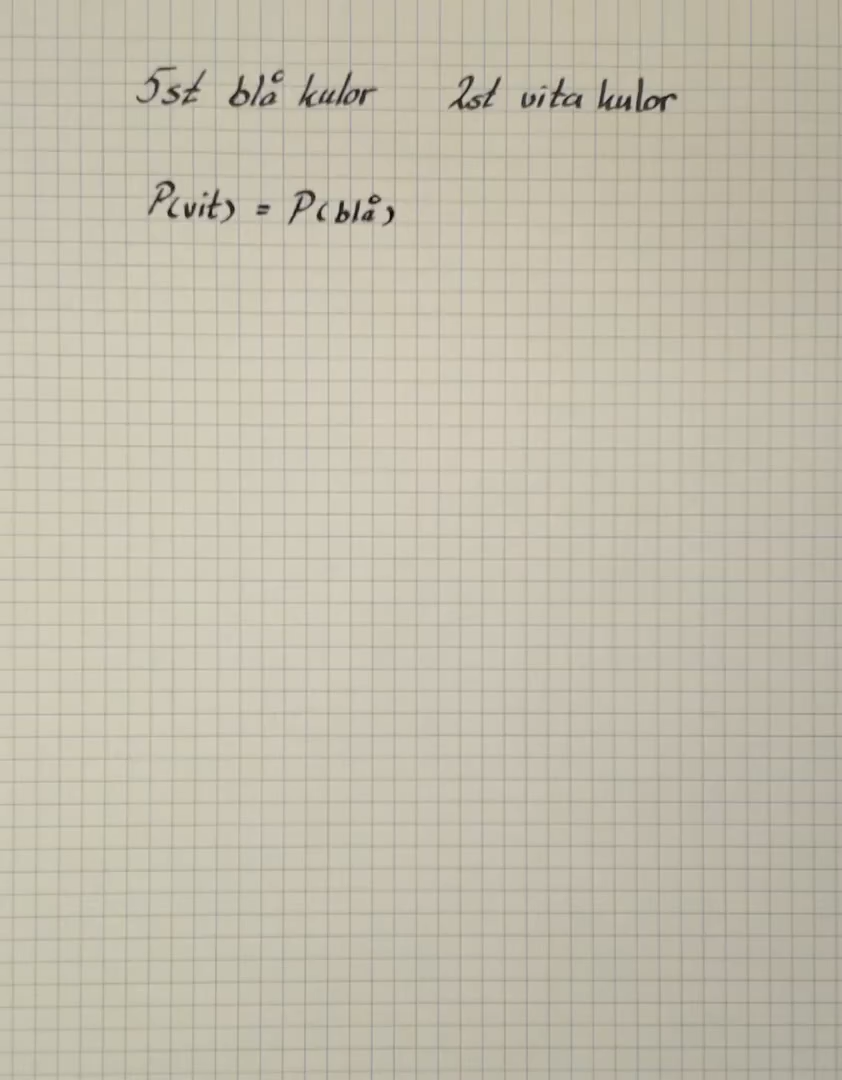 5st blå kulor 2st vita kulor
P(vit) = P(blå)